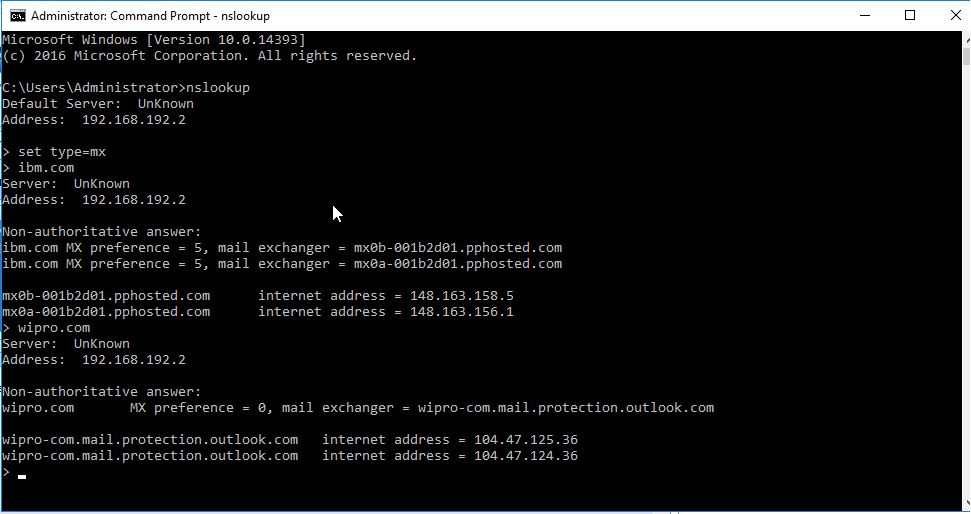 Administrator: Command Prompt - nslookup
Microsoft Windows [Version 10.0.14393]
(c) 2016 Microsoft Corporation. All rights reserved.
C:\Users\Administrator>nslookup
Default Server:  UnKnown
Address:  192.168.192.2
> set type=mx
> ibm.com
Server:  UnKnown
Address:  192.168.192.2
Non-authoritative answer:
ibm.com MX preference = 5, mail exchanger = mx0b-001b2d01.pphosted.com
ibm.com MX preference = 5, mail exchanger = mx0a-001b2d01.pphosted.com
mx0b-001b2d01.pphosted.com      internet address = 148.163.158.5
mx0a-001b2d01.pphosted.com      internet address = 148.163.156.1
> wipro.com
Server:  UnKnown
Address:  192.168.192.2
Non-authoritative answer:
wipro.com       MX preference = 0, mail exchanger = wipro-com.mail.protection.outlook.com
wipro-com.mail.protection.outlook.com   internet address = 104.47.125.36
wipro-com.mail.protection.outlook.com   internet address = 104.47.124.36
>